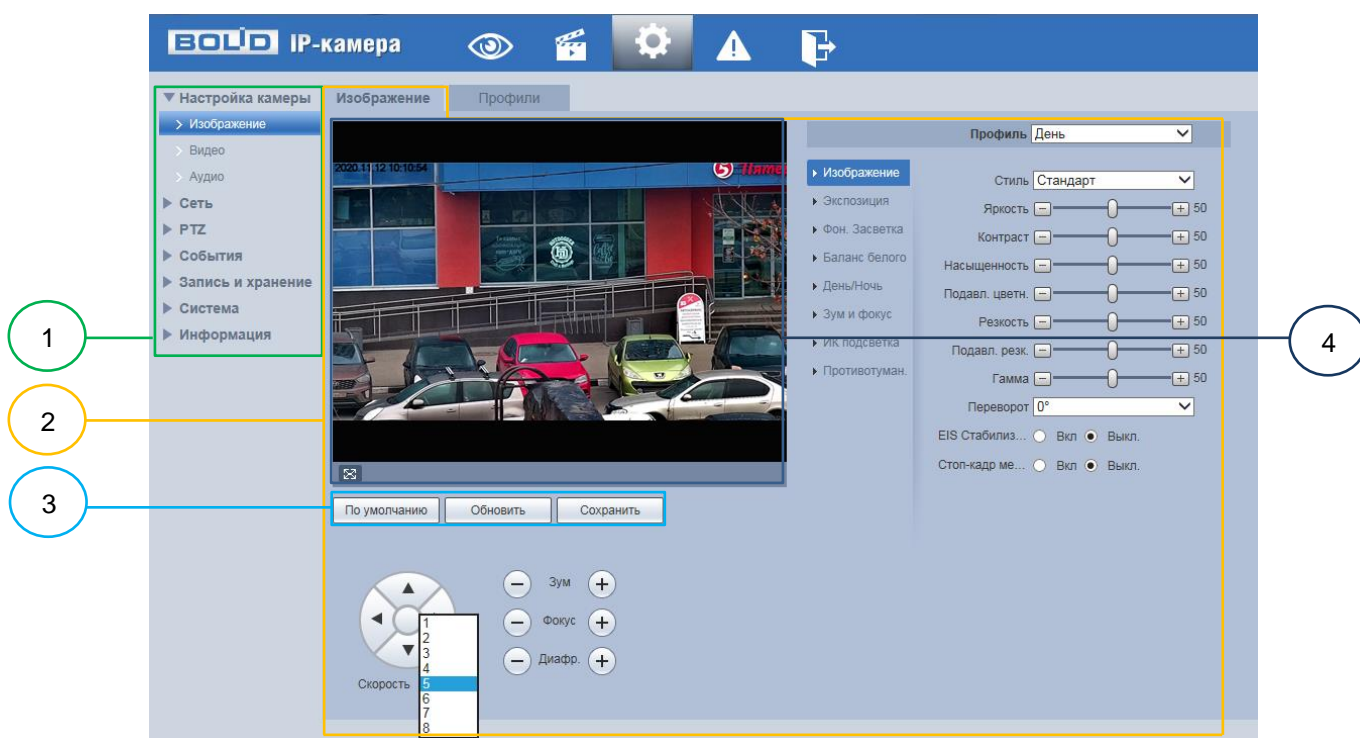 BOLID IP-камера
Настройка камеры
Изображение
Видео
Аудио
Сеть
PTZ
События
Запись и хранение
Система
Информация
1
2
3
4
Изображение
Профили
2020.11.12 10:10:54
5
По умолчанию
Обновить
Сохранить
Зум
Фокус
Диафр.
Скорость
1
2
3
4
5
6
7
8
Профиль День
Изображение
Экспозиция
Фон. Засветка
Баланс белого
День/Ночь
Зум и фокус
ИК подсветка
Противотуман.
Стиль Стандарт
Яркость 50
Контраст 50
Насыщенность 50
Подавл. цветн. 50
Резкость 50
Подавл. резк. 50
Гамма 50
Переворот 0°
EIS Стабилиз... Вкл Выкл.
Стоп-кадр ме... Вкл Выкл.